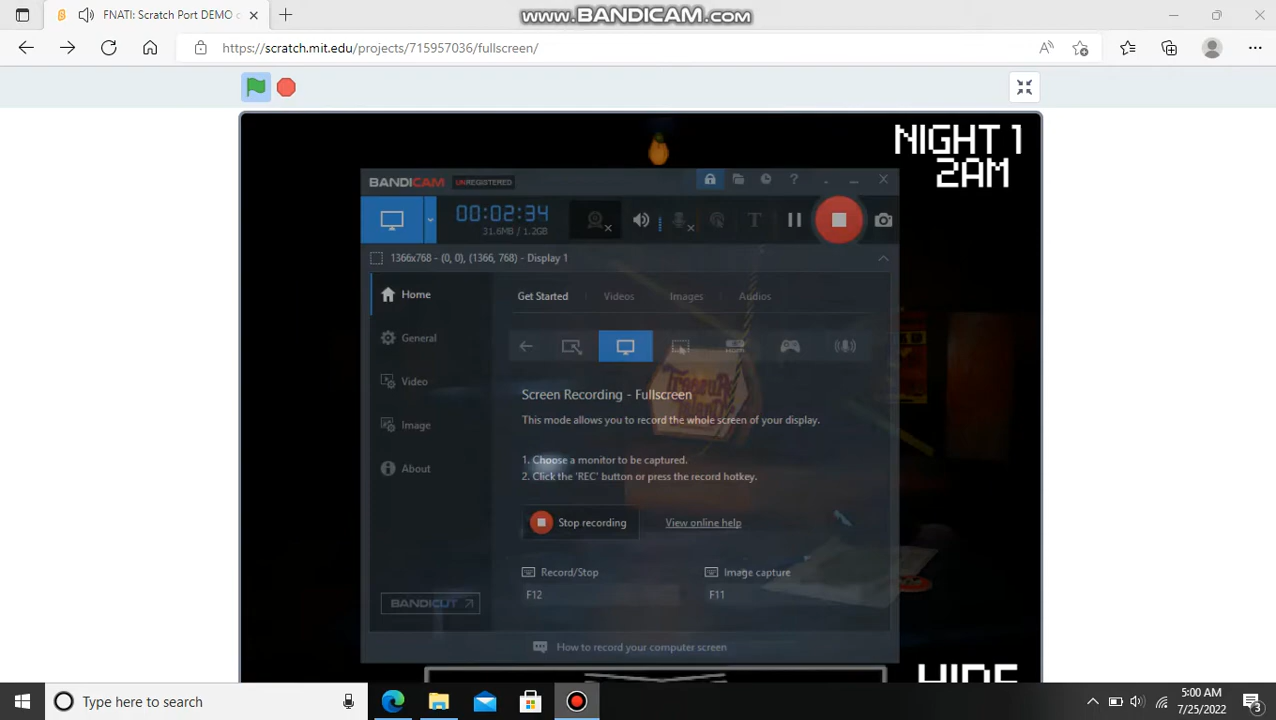 FNATI: Scratch Port DEMO
www.BANDICAM.com
https://scratch.mit.edu/projects/715957036/fullscreen/
NIGHT 1
2AM
BANDICAM UNREGISTERED
00:02:34
31.6MB / 1.2GB
1366x768 - (0, 0), (1366, 768) - Display 1
Home
General
Video
Image
About
BANDICUT
Get Started
Videos
Images
Audios
Screen Recording - Fullscreen
This mode allows you to record the whole screen of your display.
1. Choose a monitor to be captured.
2. Click the 'REC' button or press the record hotkey.
Stop recording
View online help
Record/Stop
Image capture
F12
F11
How to record your computer screen
HIDE
Type here to search
5:00 AM
7/25/2022
3